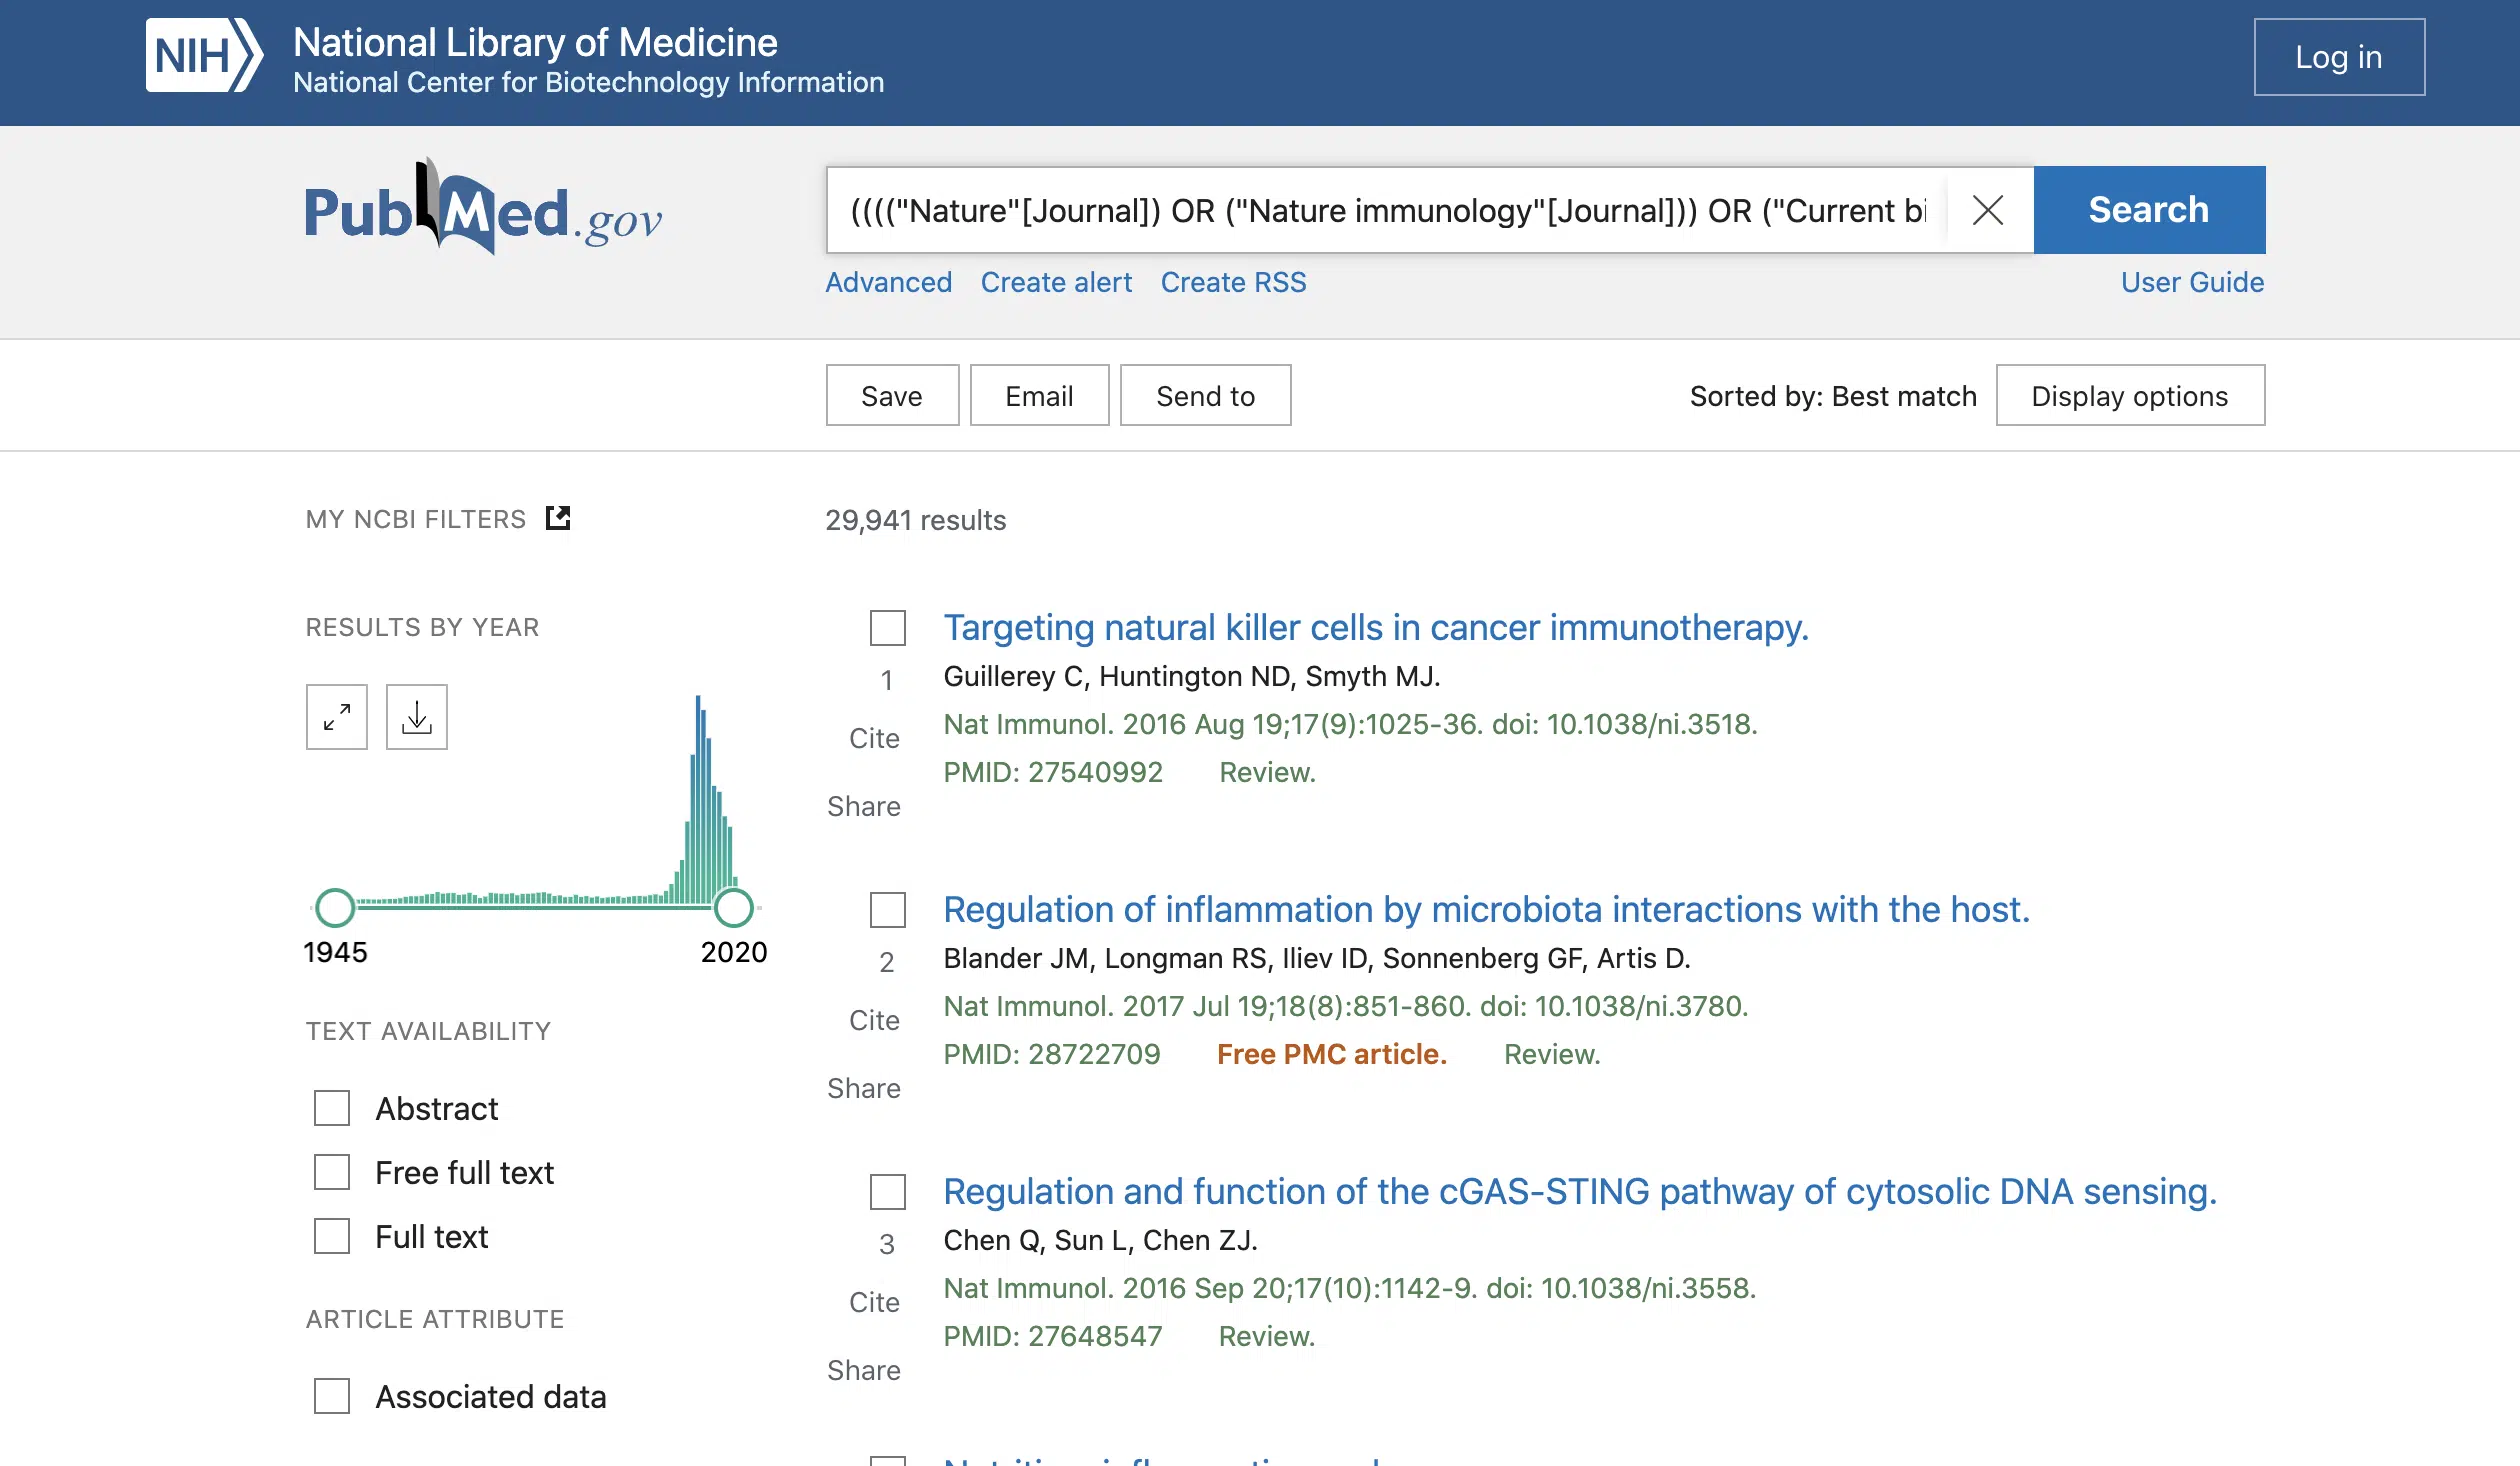 NIH
National Library of Medicine
National Center for Biotechnology Information
Log in
PubMed.gov
(((("Nature"[Journal]) OR ("Nature immunology"[Journal])) OR ("Current bi
Search
Advanced
Create alert
Create RSS
User Guide
Save
Email
Send to
Sorted by: Best match
Display options
MY NCBI FILTERS
29,941 results
RESULTS BY YEAR
1945
2020
TEXT AVAILABILITY
Abstract
Free full text
Full text
ARTICLE ATTRIBUTE
Associated data
Targeting natural killer cells in cancer immunotherapy.
1
Guillerey C, Huntington ND, Smyth MJ.
Cite
Nat Immunol. 2016 Aug 19;17(9):1025-36. doi: 10.1038/ni.3518.
PMID: 27540992
Review.
Share
Regulation of inflammation by microbiota interactions with the host.
2
Blander JM, Longman RS, Iliev ID, Sonnenberg GF, Artis D.
Cite
Nat Immunol. 2017 Jul 19;18(8):851-860. doi: 10.1038/ni.3780.
PMID: 28722709
Free PMC article.
Review.
Share
Regulation and function of the cGAS-STING pathway of cytosolic DNA sensing.
3
Chen Q, Sun L, Chen ZJ.
Cite
Nat Immunol. 2016 Sep 20;17(10):1142-9. doi: 10.1038/ni.3558.
PMID: 27648547
Review.
Share